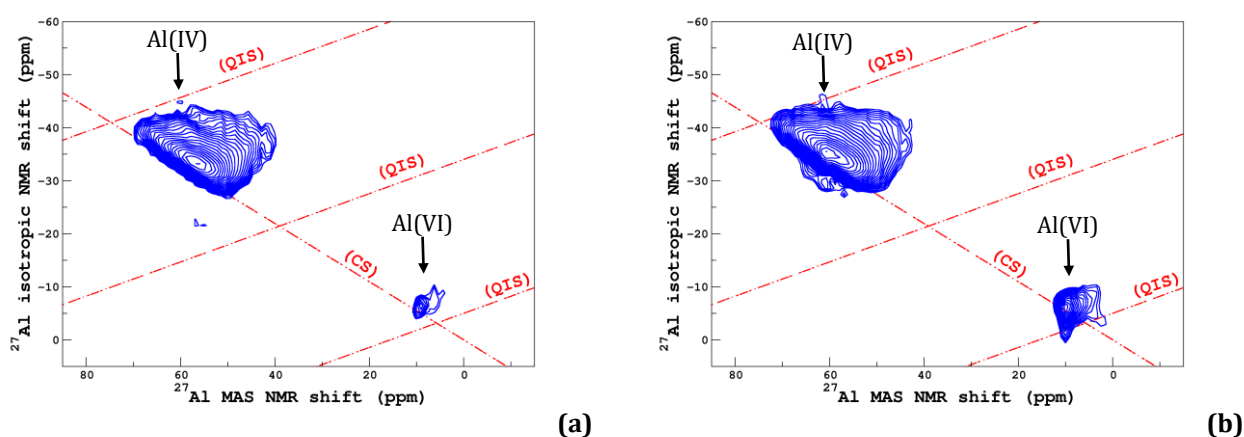 -60
-50
-40
-30
-20
-10
0
27Al isotropic NMR shift (ppm)
Al(IV)
(QIS)
(QIS)
Al(VI)
(CS)
(QIS)
80 60 40 20 0
27Al MAS NMR shift (ppm)
(a)
-60
-50
-40
-30
-20
-10
0
27Al isotropic NMR shift (ppm)
Al(IV)
(QIS)
(QIS)
Al(VI)
(CS)
(QIS)
80 60 40 20 0
27Al MAS NMR shift (ppm)
(b)